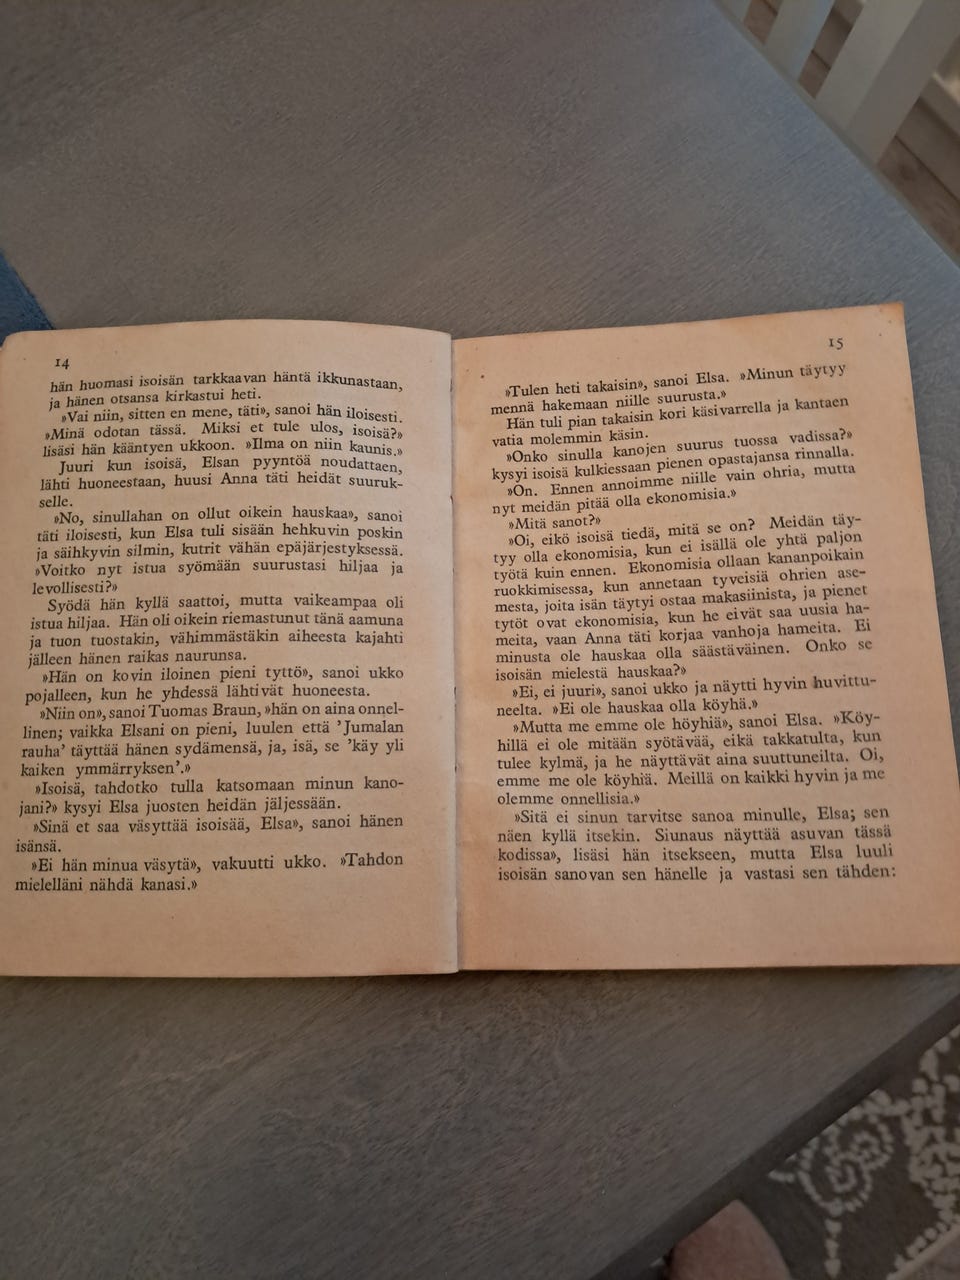 14
hän huomasi isoisän tarkkaavan häntä ikkunastaan,
ja hänen otsansa kirkastui heti.
»Vai niin, sitten en mene, täti», sanoi hän iloisesti.
»Minä odotan tässä. Miksi et tule ulos, isoisä?»
lisäsi hän kääntyen ukkoon. »Ilma on niin kaunis.»
Juuri kun isoisä, Elsan pyyntöä noudattaen,
lähti huoneestaan, huusi Anna täti heidät suuruk-
selle.
»No, sinullahan on ollut oikein hauskaa», sanoi
täti iloisesti, kun Elsa tuli sisään hehkuvin poskin
ja säihkyvin silmin, kutrit vähän epäjärjestyksessä.
»Voitko nyt istua syömään suurustasi hiljaa ja
levollisesti?»
Syödä hän kyllä saattoi, mutta vaikeampaa oli
istua hiljaa. Hän oli oikein riemastunut tänä aamuna
ja tuon tuostakin, vähimmästäkin aiheesta kajahti
jälleen hänen raikas naurunsa.
»Hän on kovin iloinen pieni tyttö», sanoi ukko
pojalleen, kun he yhdessä lähtivät huoneesta.
»Niin on», sanoi Tuomas Braun, »hän on aina onnel-
linen; vaikka Elsani on pieni, luulen että 'Jumalan
rauha' täyttää hänen sydämensä, ja, isä, se 'käy yli
kaiken ymmärryksen'.»
»Isoisä, tahdotko tulla katsomaan minun kano-
jani?» kysyi Elsa juosten heidän jäljessään.
»Sinä et saa väsyttää isoisää, Elsa», sanoi hänen
isänsä.
»Ei hän minua väsytä», vakuutti ukko. »Tahdon
mielelläni nähdä kanasi.»
15
»Tulen heti takaisin», sanoi Elsa. »Minun täytyy
mennä hakemaan niille suurusta.»
Hän tuli pian takaisin kori käsivarrella ja kantaen
vatia molemmin käsin.
»Onko sinulla kanojen suurus tuossa vadissa?»
kysyi isoisä kulkiessaan pienen opastajansa rinnalla.
»On. Ennen annoimme niille vain ohria, mutta
nyt meidän pitää olla ekonomisia.»
»Mitä sanot?»
»Oi, eikö isoisä tiedä, mitä se on? Meidän täy-
tyy olla ekonomisia, kun ei isällä ole yhtä paljon
työtä kuin ennen. Ekonomisia ollaan kananpoikain
ruokkimisessa, kun annetaan tyveisiä ohrien ase-
mesta, joita isän täytyi ostaa makasiinista, ja pienet
tytöt ovat ekonomisia, kun he eivät saa uusia ha-
meita, vaan Anna täti korjaa vanhoja hameita. Ei
minusta ole hauskaa olla säästäväinen. Onko se
isoisän mielestä hauskaa?»
»Ei, ei juuri», sanoi ukko ja näytti hyvin huvittu-
neelta. »Ei ole hauskaa olla köyhä.»
»Mutta me emme ole höyhiä», sanoi Elsa. »Köy-
hillä ei ole mitään syötävää, eikä takkatulta, kun
tulee kylmä, ja he näyttävät aina suuttuneilta. Oi,
emme me ole köyhiä. Meillä on kaikki hyvin ja me
olemme onnellisia.»
»Sitä ei sinun tarvitse sanoa minulle, Elsa; sen
näen kyllä itsekin. Siunaus näyttää asuvan tässä
kodissa», lisäsi hän itsekseen, mutta Elsa luuli
isoisän sanovan sen hänelle ja vastasi sen tähden: